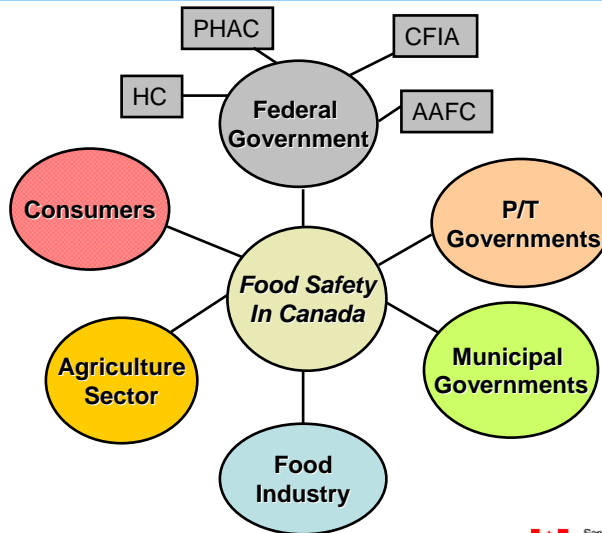 PHAC
CFIA
HC
AAFC
Federal
Government
Consumers
P/T
Governments
Food Safety
In Canada
Agriculture
Sector
Municipal
Governments
Food
Industry